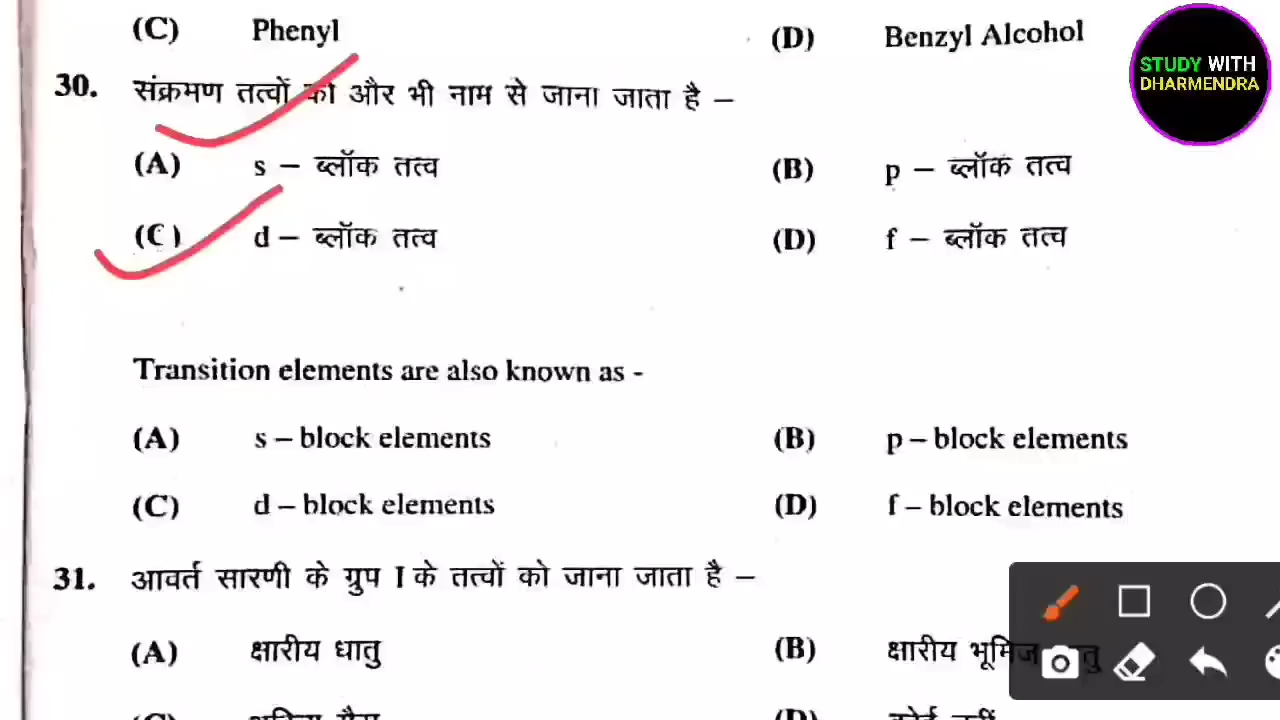 (C) Phenyl (D) Benzyl Alcohol
STUDY WITH
DHARMENDRA
30. संक्रमण तत्वों को और भी नाम से जाना जाता है –
(A) s – ब्लॉक तत्व (B) p – ब्लॉक तत्व
(C) d – ब्लॉक तत्व (D) f – ब्लॉक तत्व
Transition elements are also known as -
(A) s – block elements (B) p – block elements
(C) d – block elements (D) f – block elements
31. आवर्त सारणी के ग्रुप I के तत्वों को जाना जाता है –
(A) क्षारीय धातु (B) क्षारीय भूमिज